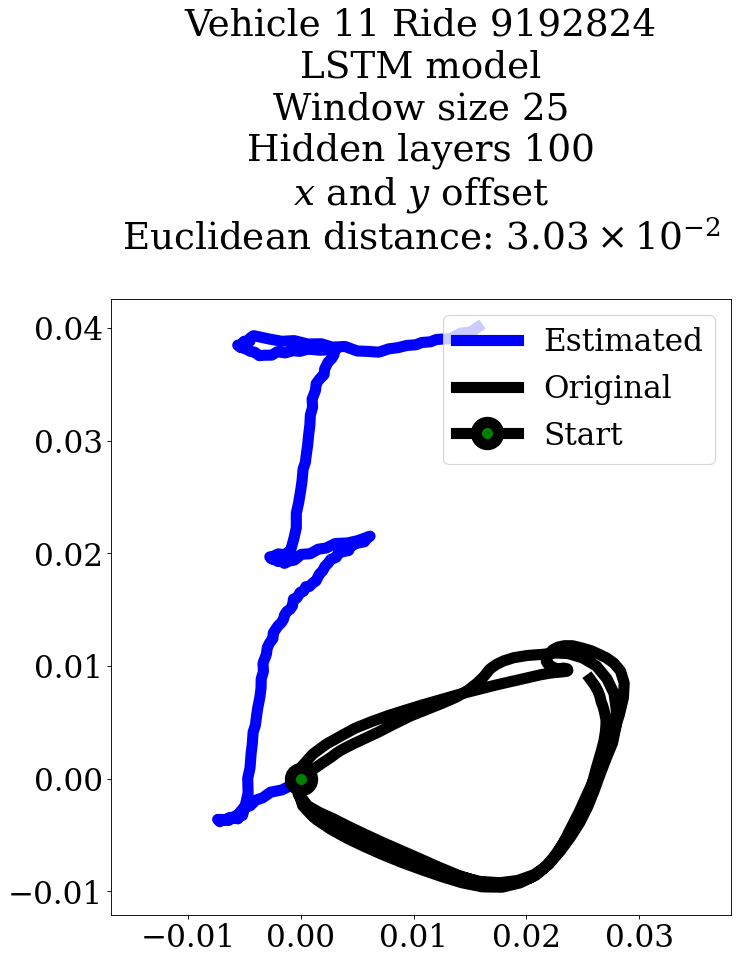 Vehicle 11 Ride 9192824
LSTM model
Window size 25
Hidden layers 100
x and y offset
Euclidean distance: 3.03 × 10⁻²
Estimated
Original
Start
0.04
0.03
0.02
0.01
0.00
−0.01
−0.01 0.00 0.01 0.02 0.03